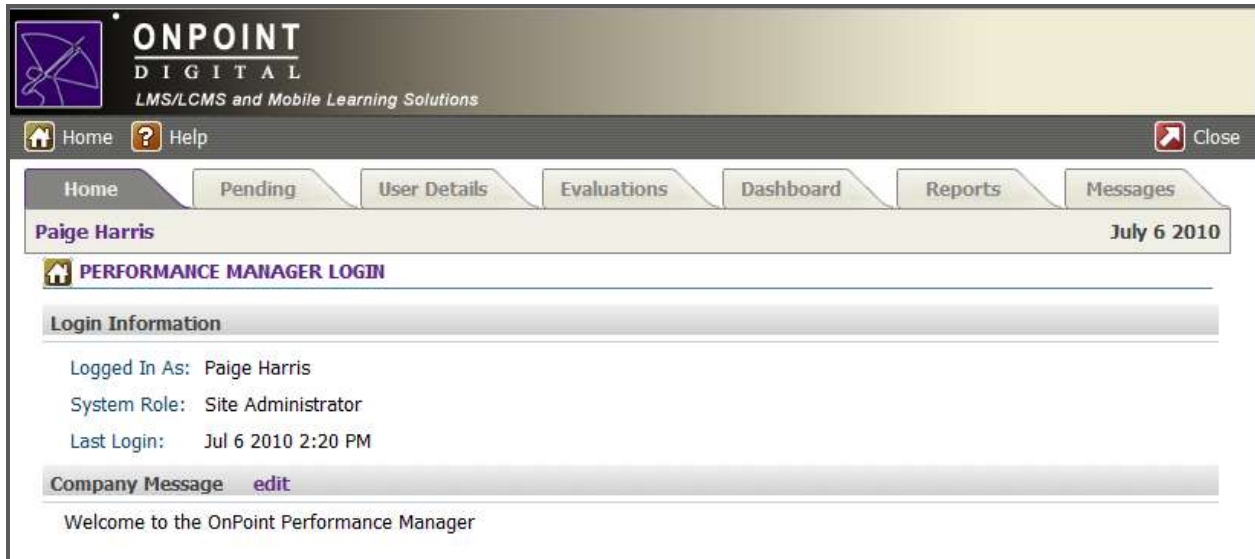 ONPOINT
DIGITAL
LMS/LCMS and Mobile Learning Solutions
Home Help Close
Home Pending User Details Evaluations Dashboard Reports Messages
Paige Harris July 6 2010
PERFORMANCE MANAGER LOGIN
Login Information
Logged In As: Paige Harris
System Role: Site Administrator
Last Login: Jul 6 2010 2:20 PM
Company Message edit
Welcome to the OnPoint Performance Manager